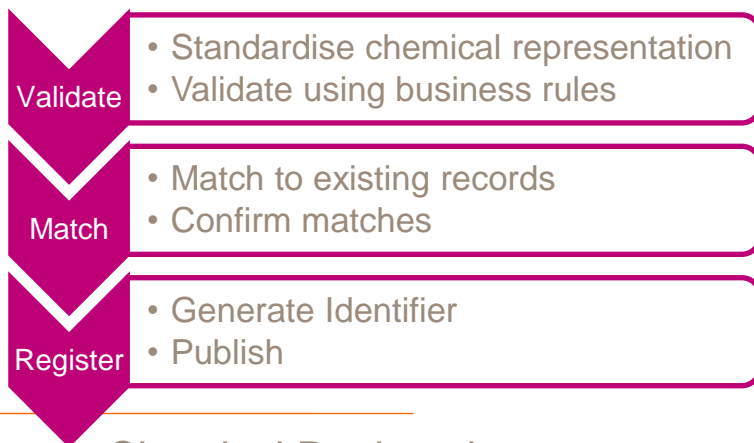 Validate
• Standardise chemical representation
• Validate using business rules
Match
• Match to existing records
• Confirm matches
Register
• Generate Identifier
• Publish